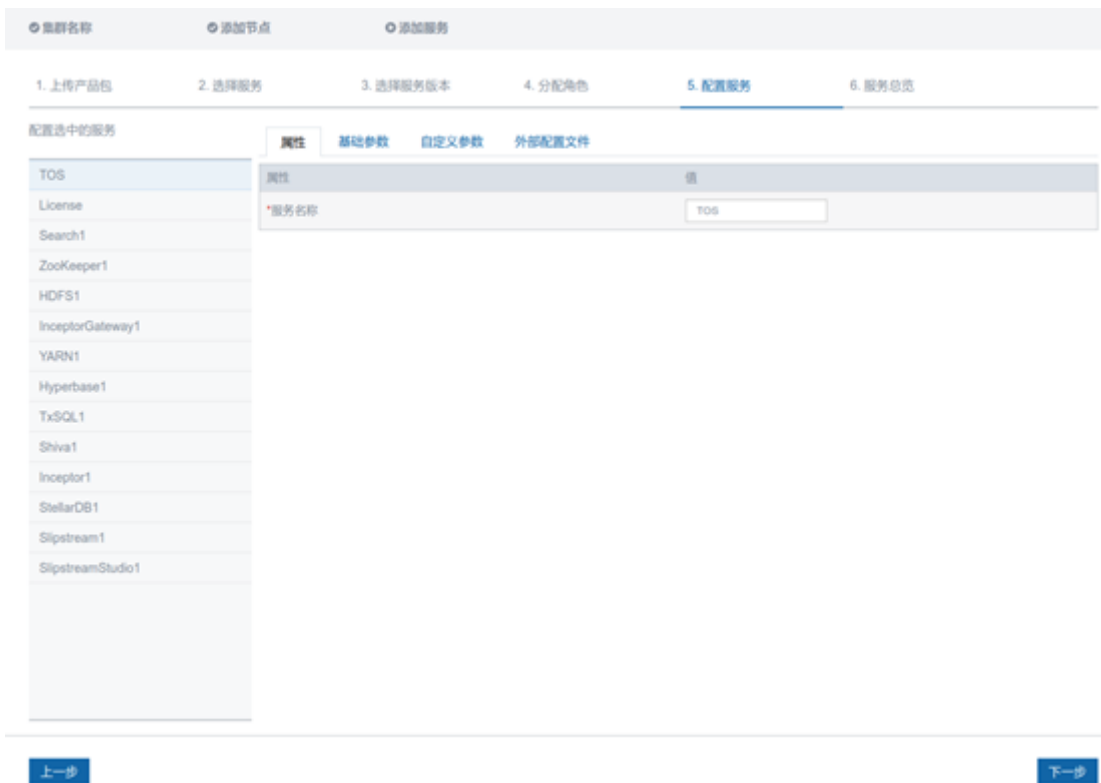 集群名称 添加节点 添加服务
1. 上传产品包 2. 选择服务 3. 选择服务版本 4. 分配角色 5. 配置服务 6. 服务总览
配置选中的服务
属性 基础参数 自定义参数 外部配置文件
TOS
License
Search1
ZooKeeper1
HDFS1
InceptorGateway1
YARN1
Hyperbase1
TxSQL1
Shiva1
Inceptor1
StellarDB1
Slipstream1
SlipstreamStudio1
属性 值
*服务名称 TOS
上一步 下一步